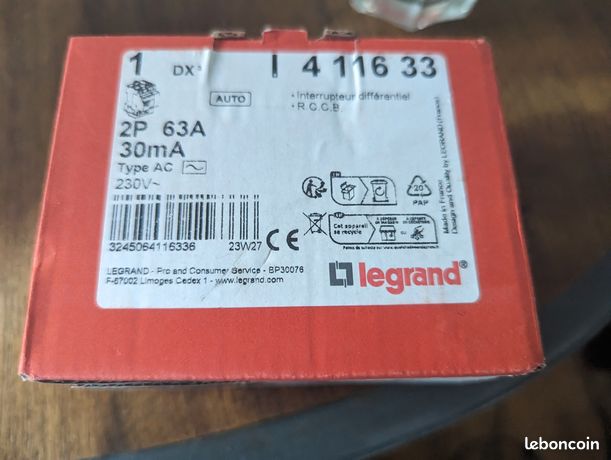 1 DX³ I 4 116 33
AUTO
• Interrupteur différentiel
• R.C.C.B.
2P 63A
30mA
Type AC
230V~
3245064116336 23W27
CE
20
PAP
Cet appareil
se recycle
Made in France
Design and Quality by LEGRAND (France)
LEGRAND - Pro and Consumer Service - BP30076
F-87002 Limoges Cedex 1 - www.legrand.com
legrand®
leboncoin